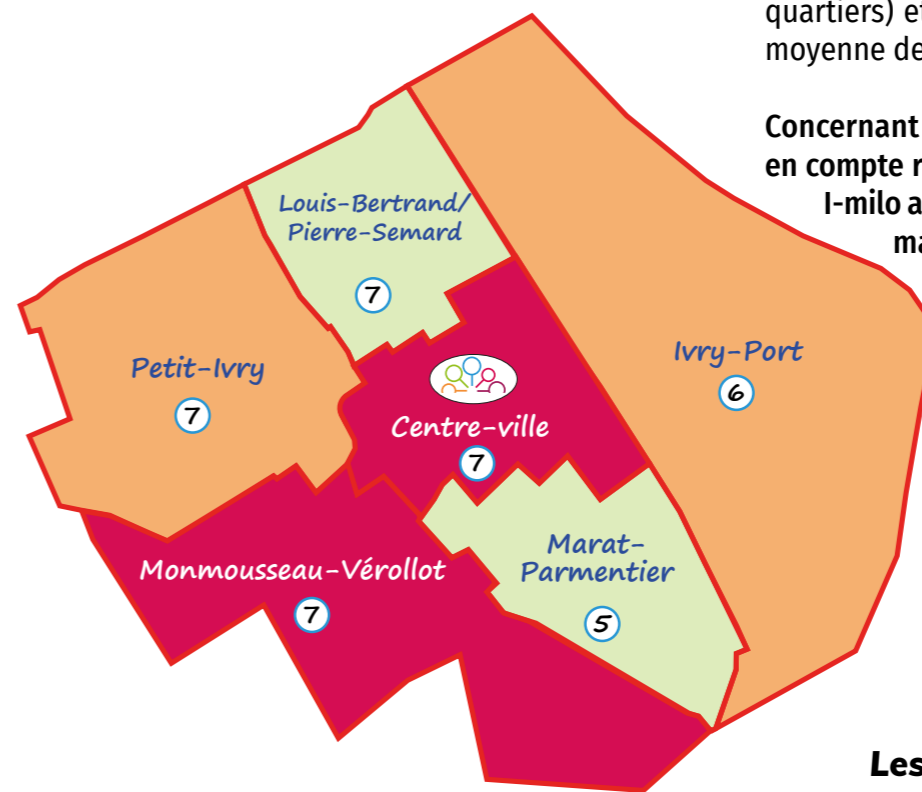 quartiers) et
moyenne de
Concernant
en compte r
I-milo a
ma
Louis-Bertrand/
Pierre-Semard
7
Petit-Ivry
7
Ivry-Port
6
Centre-ville
7
Marat-
Parmentier
5
Monmousseau-Vérollot
7
Les